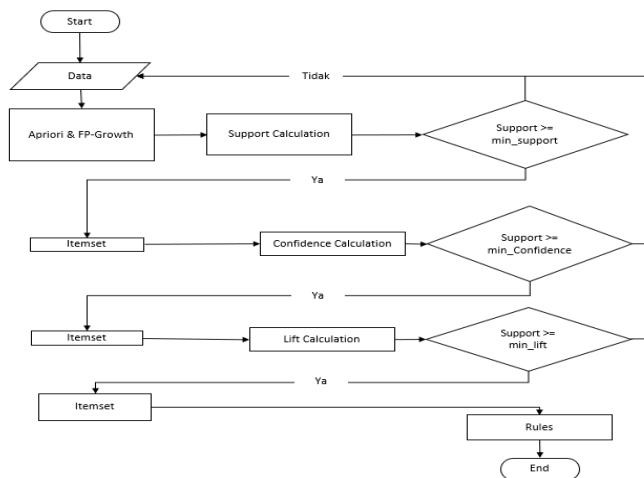 Start
Data
Tidak
Apriori & FP-Growth
Support Calculation
Support >=
min_support
Ya
Itemset
Confidence Calculation
Support >=
min_Confidence
Ya
Itemset
Lift Calculation
Support >=
min_lift
Ya
Itemset
Rules
End